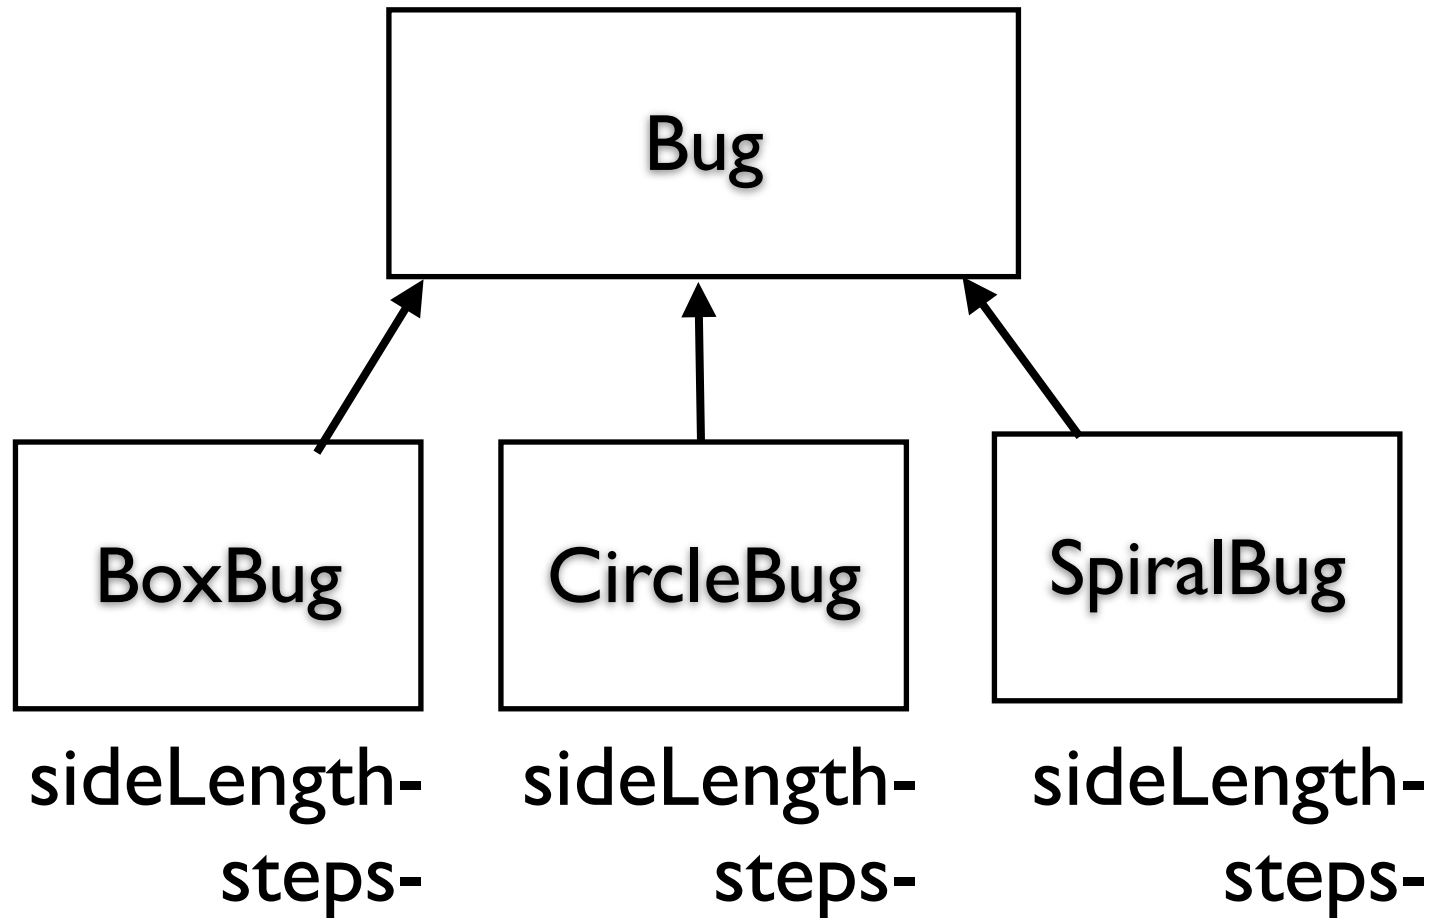 Bug
BoxBug
CircleBug
SpiralBug
sideLength-
steps-
sideLength-
steps-
sideLength-
steps-